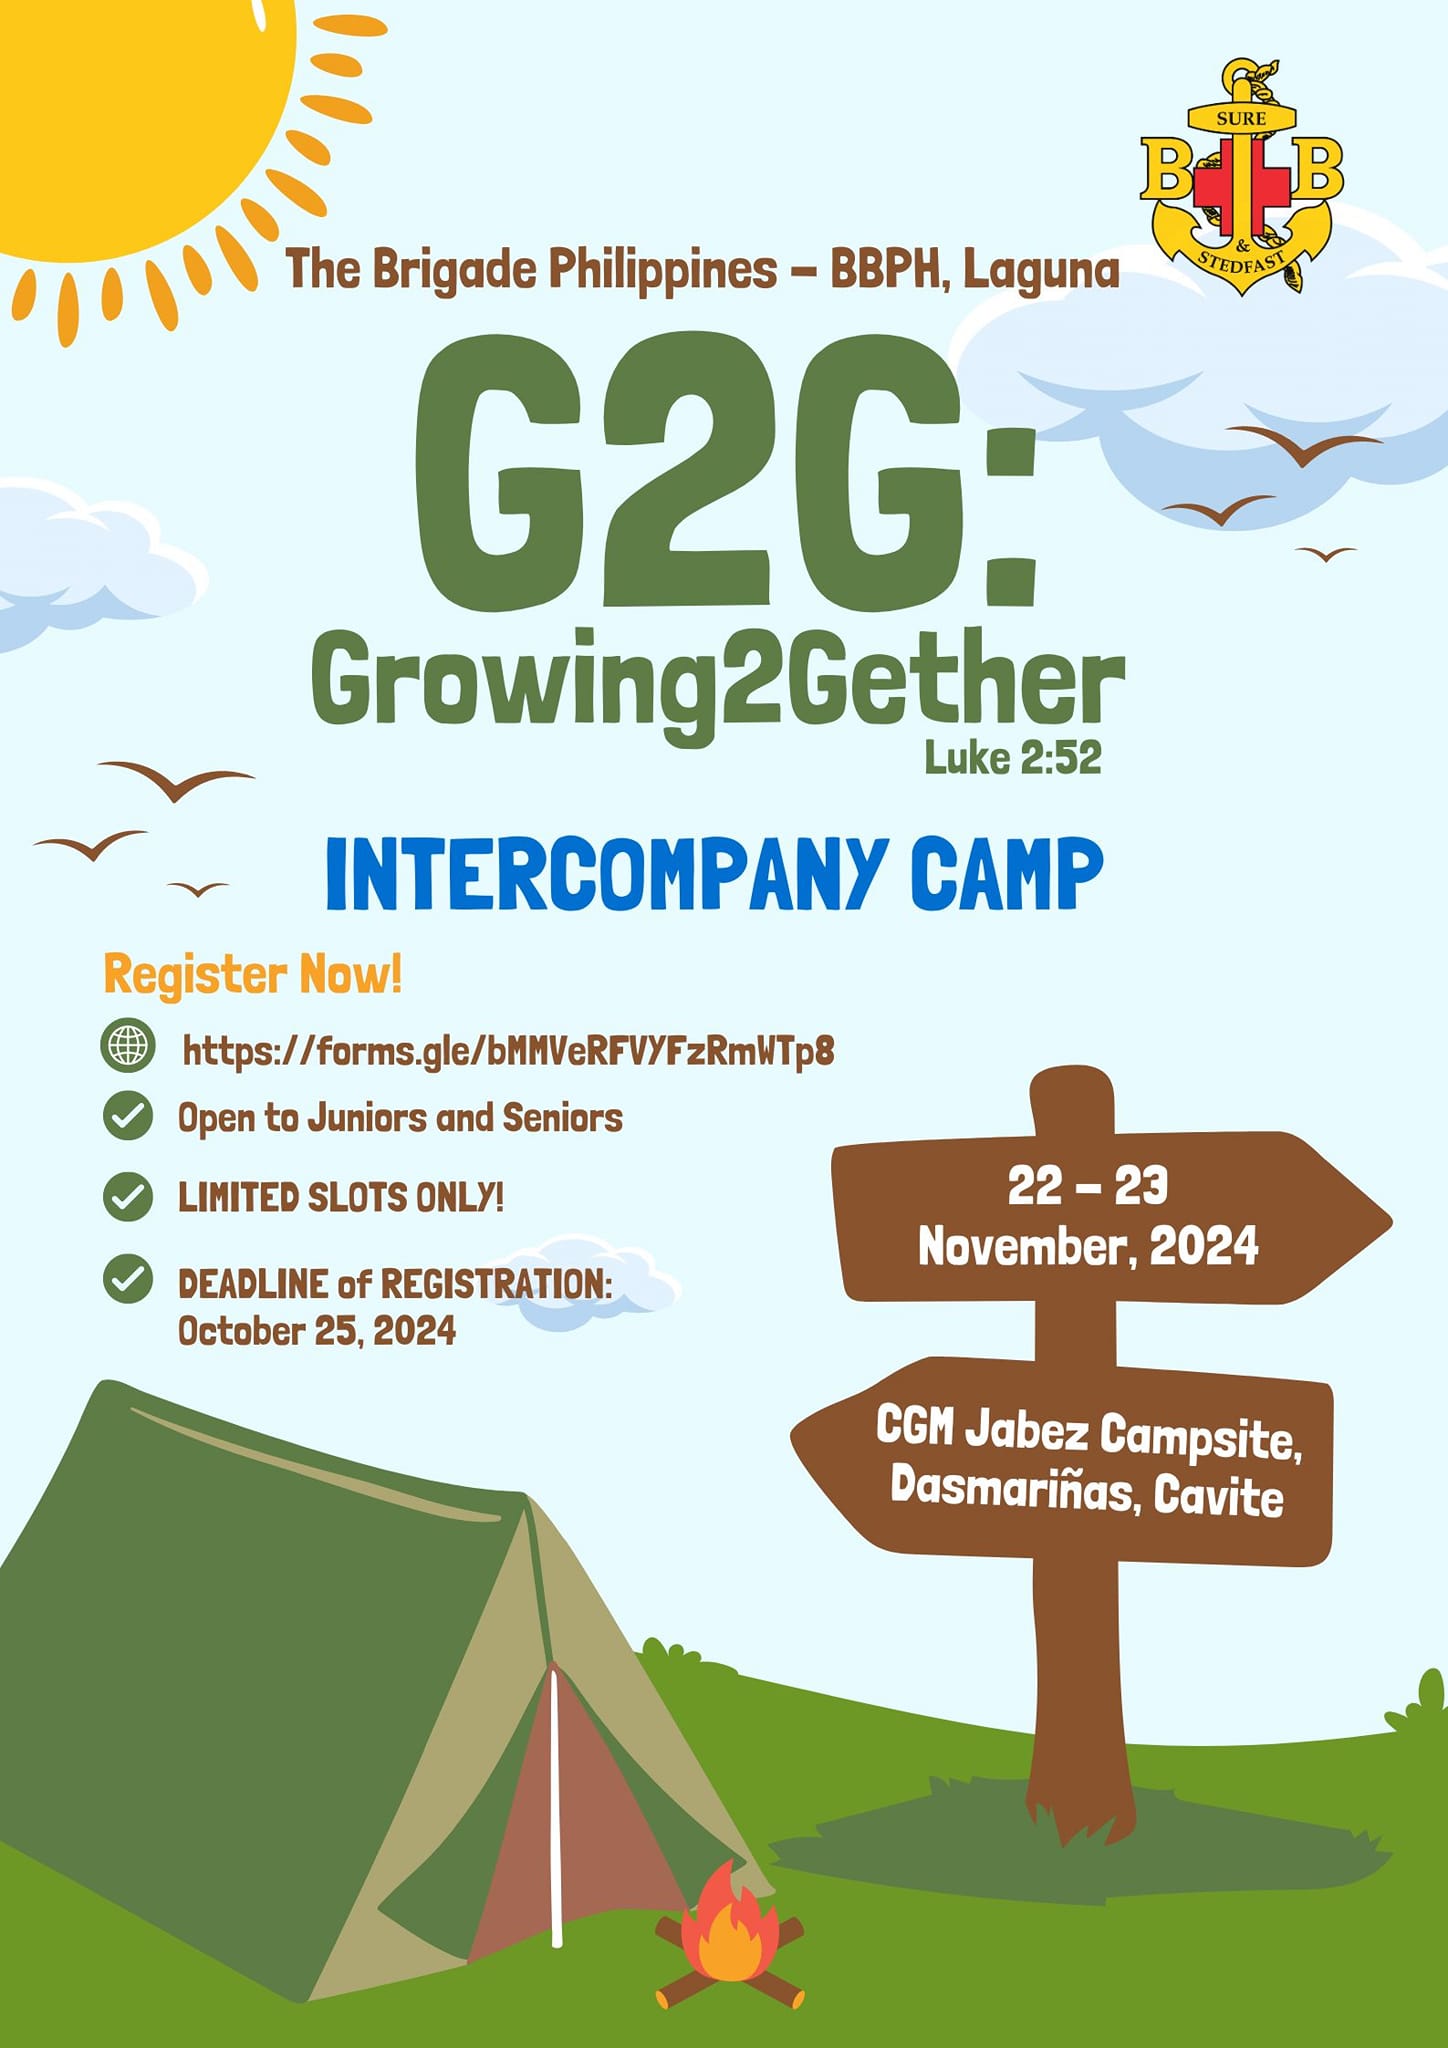 SURE
B B
&
STEDFAST
The Brigade Philippines – BBPH, Laguna
G2G:
Growing2Gether
Luke 2:52
INTERCOMPANY CAMP
Register Now!
https://forms.gle/bMMVeRFVYFzRmWTp8
Open to Juniors and Seniors
LIMITED SLOTS ONLY!
DEADLINE of REGISTRATION:
October 25, 2024
22 – 23
November, 2024
CGM Jabez Campsite,
Dasmariñas, Cavite